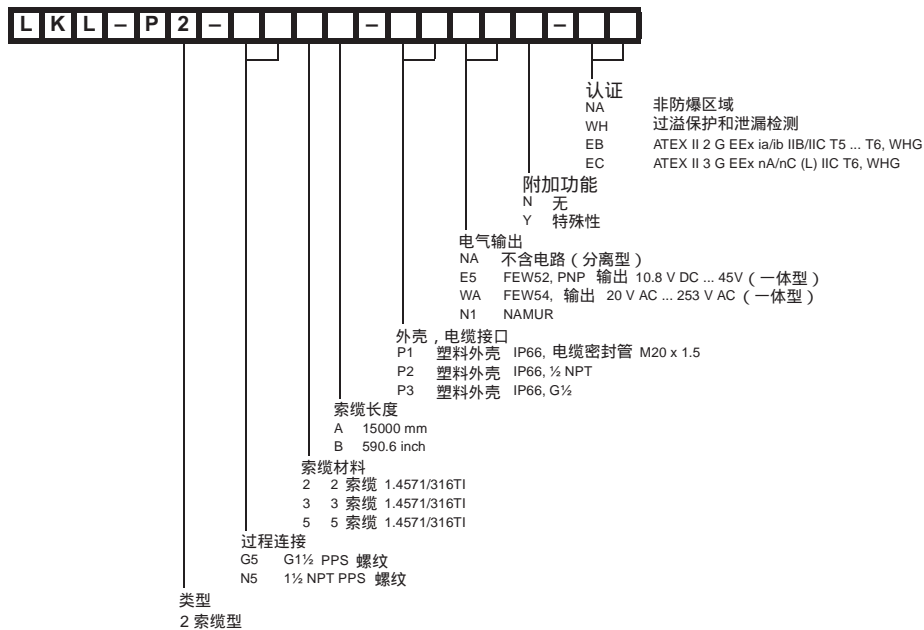 LKL–P2–
–
–
认证
NA 非防爆区域
WH 过溢保护和泄漏检测
EB ATEX II 2 G EEx ia/ib IIB/IIC T5 ... T6, WHG
EC ATEX II 3 G EEx nA/nC (L) IIC T6, WHG
附加功能
N 无
Y 特殊性
电气输出
NA 不含电路（分离型）
E5 FEW52, PNP 输出 10.8 V DC ... 45V（一体型）
WA FEW54, 输出 20 V AC ... 253 V AC（一体型）
N1 NAMUR
外壳，电缆接口
P1 塑料外壳 IP66, 电缆密封管 M20 x 1.5
P2 塑料外壳 IP66, ½ NPT
P3 塑料外壳 IP66, G½
索缆长度
A 15000 mm
B 590.6 inch
索缆材料
2 2 索缆 1.4571/316TI
3 3 索缆 1.4571/316TI
5 5 索缆 1.4571/316TI
过程连接
G5 G1½ PPS 螺纹
N5 1½ NPT PPS 螺纹
类型
2 索缆型